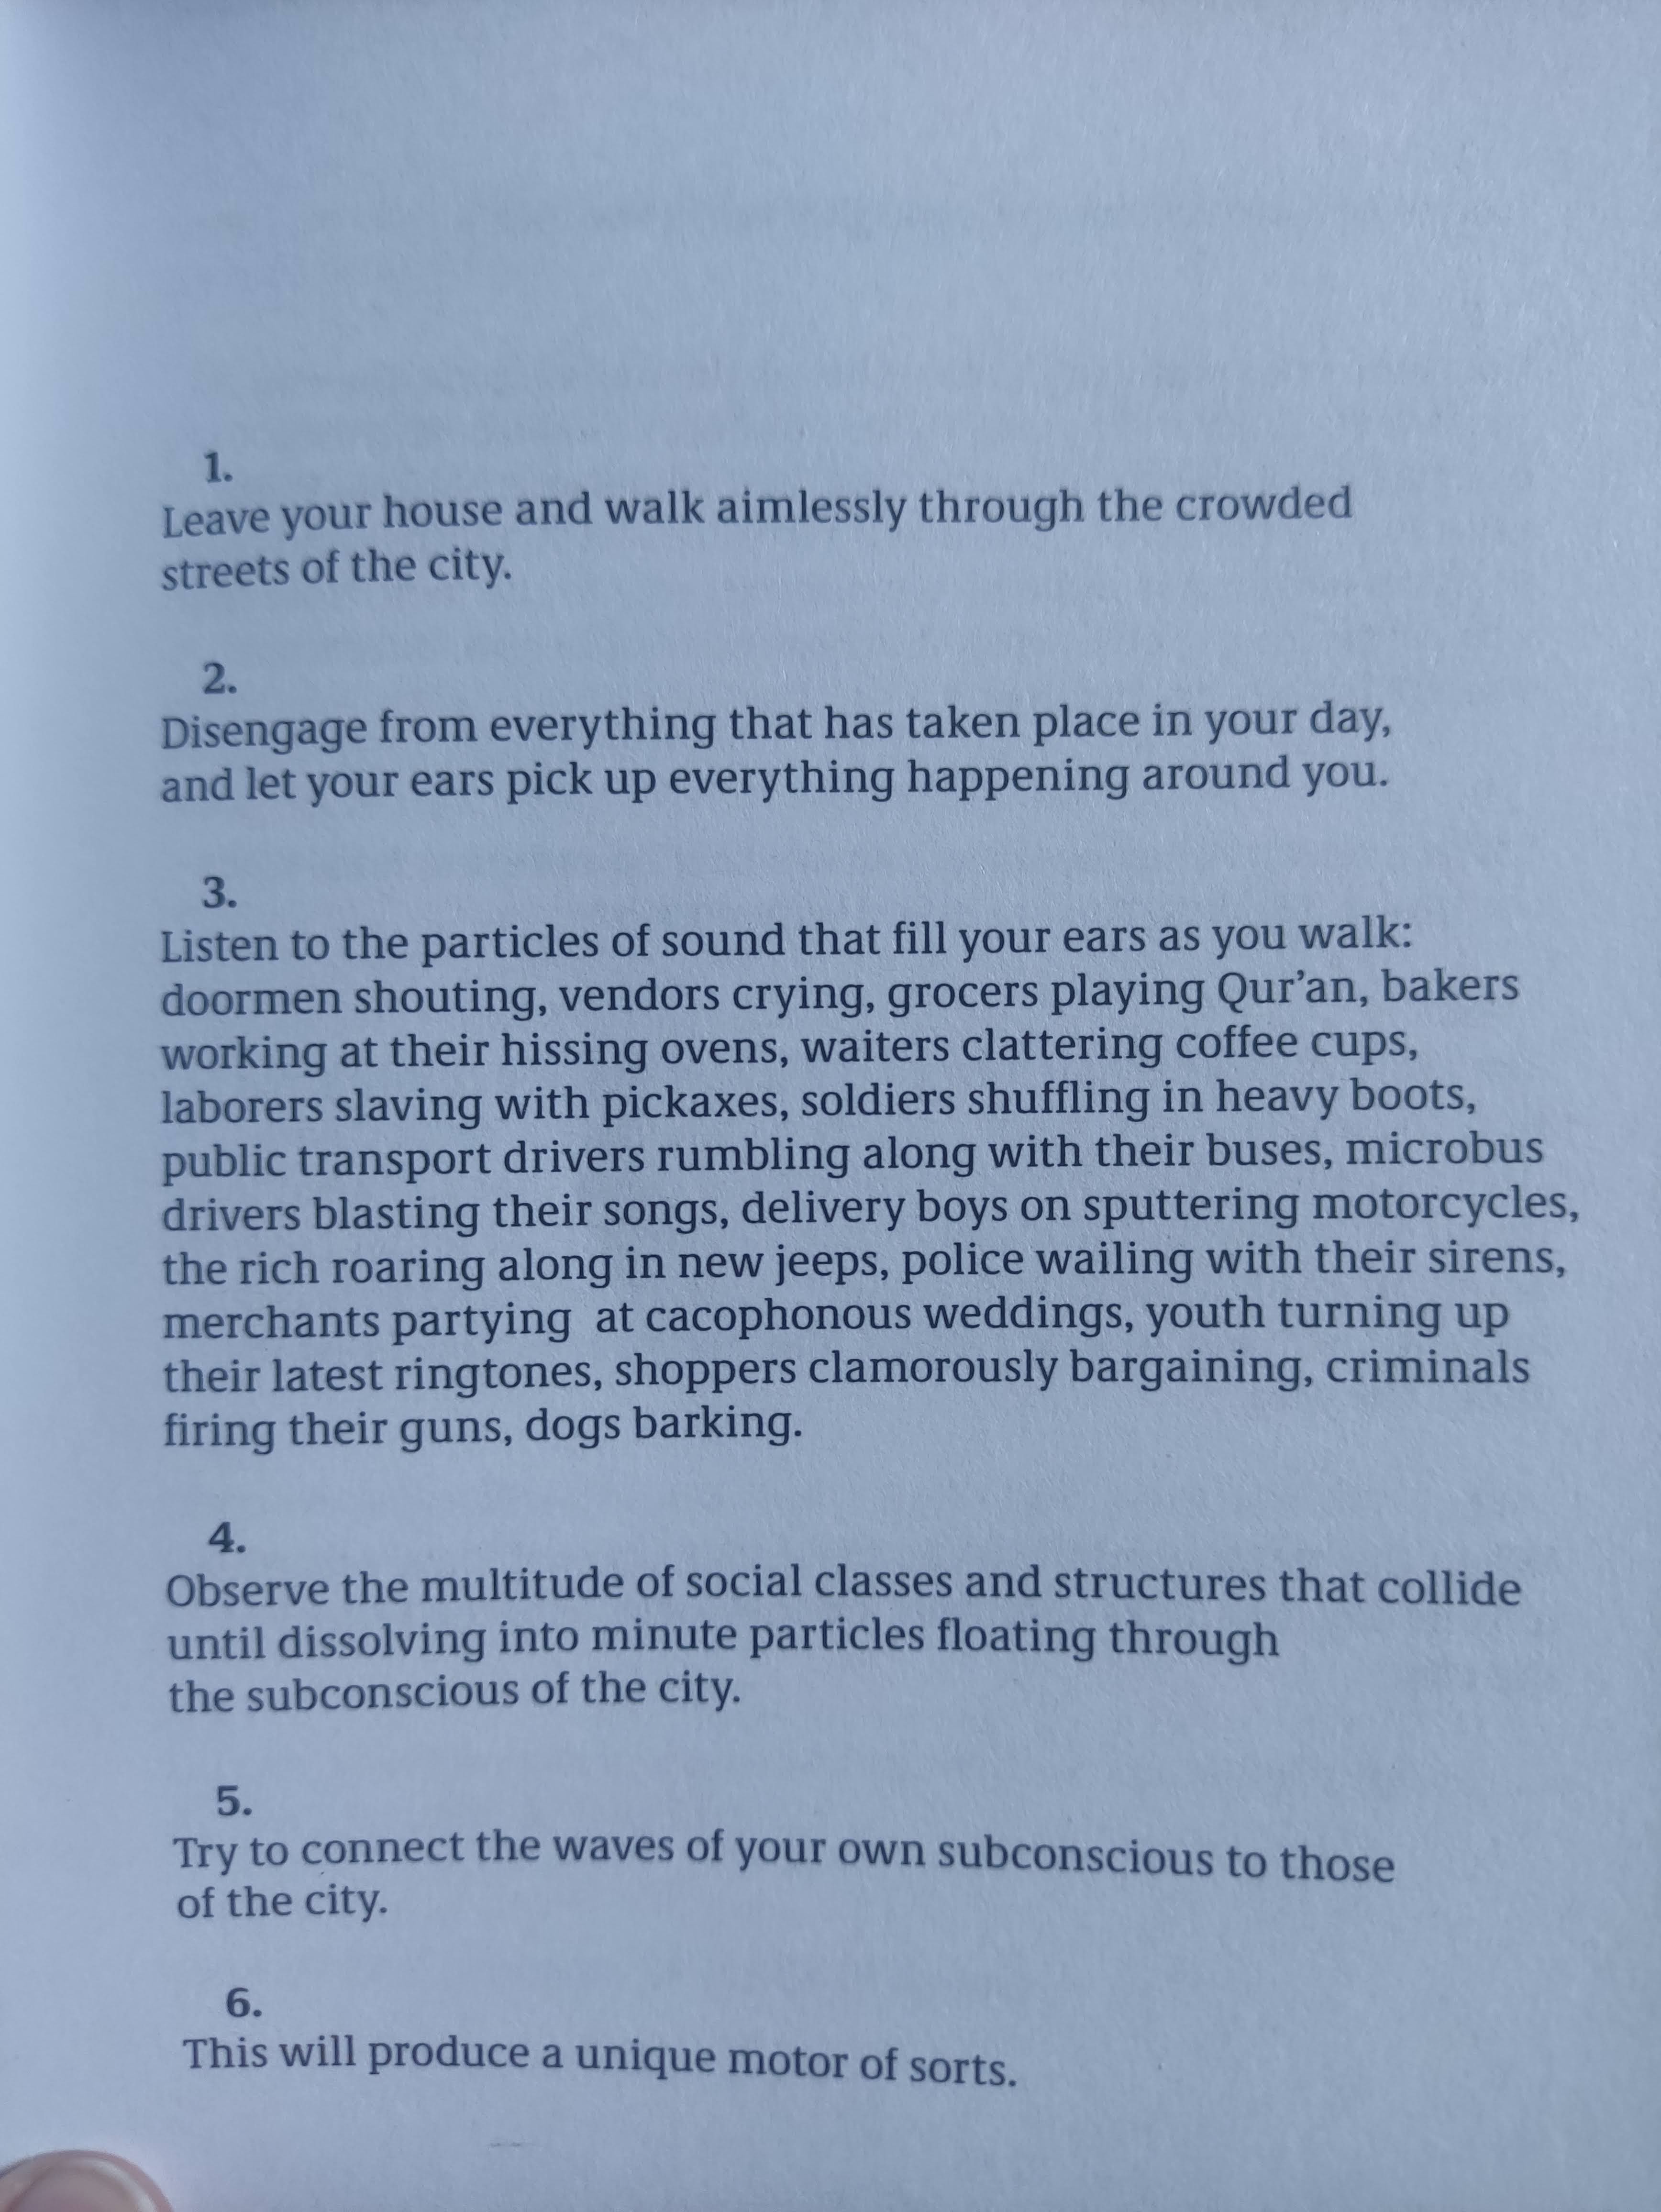 1.
Leave your house and walk aimlessly through the crowded
streets of the city.
2.
Disengage from everything that has taken place in your day,
and let your ears pick up everything happening around you.
3.
Listen to the particles of sound that fill your ears as you walk:
doormen shouting, vendors crying, grocers playing Qur’an, bakers
working at their hissing ovens, waiters clattering coffee cups,
laborers slaving with pickaxes, soldiers shuffling in heavy boots,
public transport drivers rumbling along with their buses, microbus
drivers blasting their songs, delivery boys on sputtering motorcycles,
the rich roaring along in new jeeps, police wailing with their sirens,
merchants partying  at cacophonous weddings, youth turning up
their latest ringtones, shoppers clamorously bargaining, criminals
firing their guns, dogs barking.
4.
Observe the multitude of social classes and structures that collide
until dissolving into minute particles floating through
the subconscious of the city.
5.
Try to connect the waves of your own subconscious to those
of the city.
6.
This will produce a unique motor of sorts.